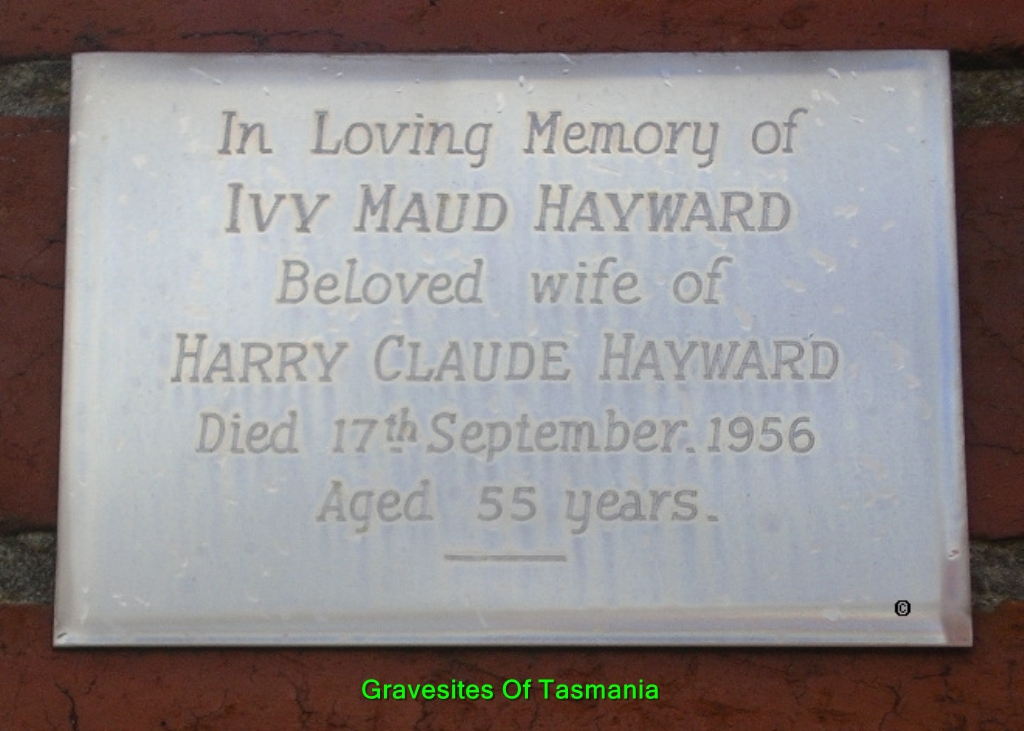 In Loving Memory of
IVY MAUD HAYWARD
Beloved wife of
HARRY CLAUDE HAYWARD
Died 17th September. 1956
Aged 55 years.
©
Gravesites Of Tasmania